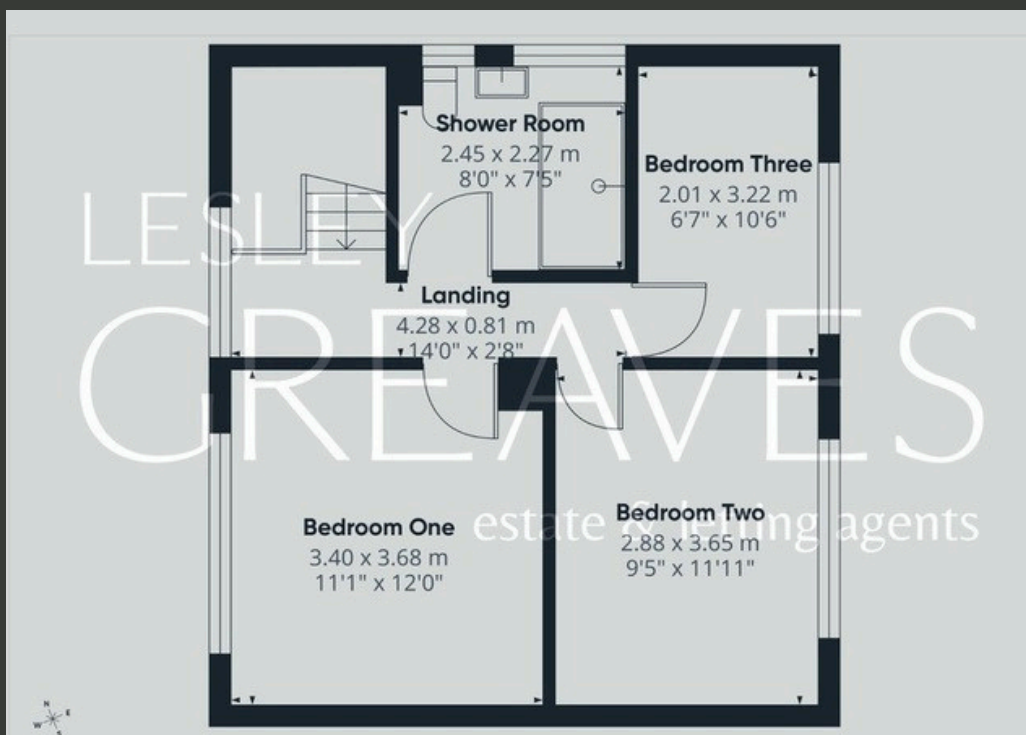 Shower Room
2.45 x 2.27 m
8'0" x 7'5"
Bedroom Three
2.01 x 3.22 m
6'7" x 10'6"
LESLEY
Landing
4.28 x 0.81 m
14'0" x 2'8"
GREAVES
estate & letting agents
Bedroom One
3.40 x 3.68 m
11'1" x 12'0"
Bedroom Two
2.88 x 3.65 m
9'5" x 11'11"
N
W E
S